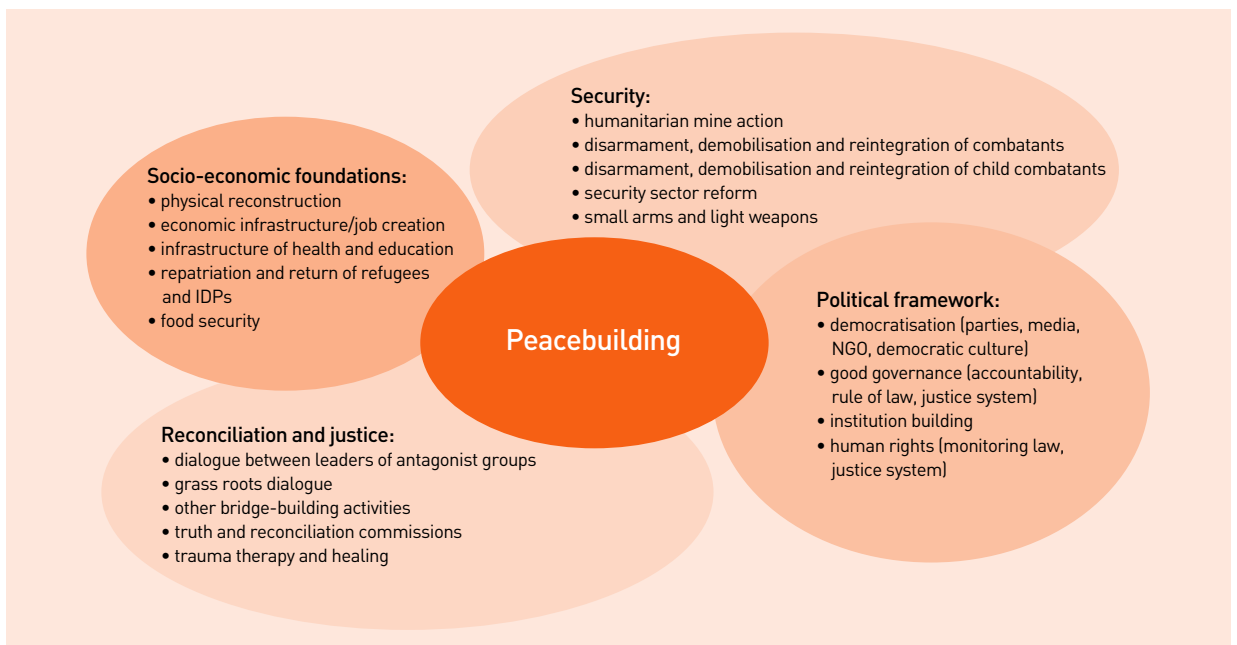 Security:
• humanitarian mine action
• disarmament, demobilisation and reintegration of combatants
• disarmament, demobilisation and reintegration of child combatants
• security sector reform
• small arms and light weapons
Socio-economic foundations:
• physical reconstruction
• economic infrastructure/job creation
• infrastructure of health and education
• repatriation and return of refugees
and IDPs
• food security
Peacebuilding
Political framework:
• democratisation (parties, media,
NGO, democratic culture)
• good governance (accountability,
rule of law, justice system)
• institution building
• human rights (monitoring law,
justice system)
Reconciliation and justice:
• dialogue between leaders of antagonist groups
• grass roots dialogue
• other bridge-building activities
• truth and reconciliation commissions
• trauma therapy and healing